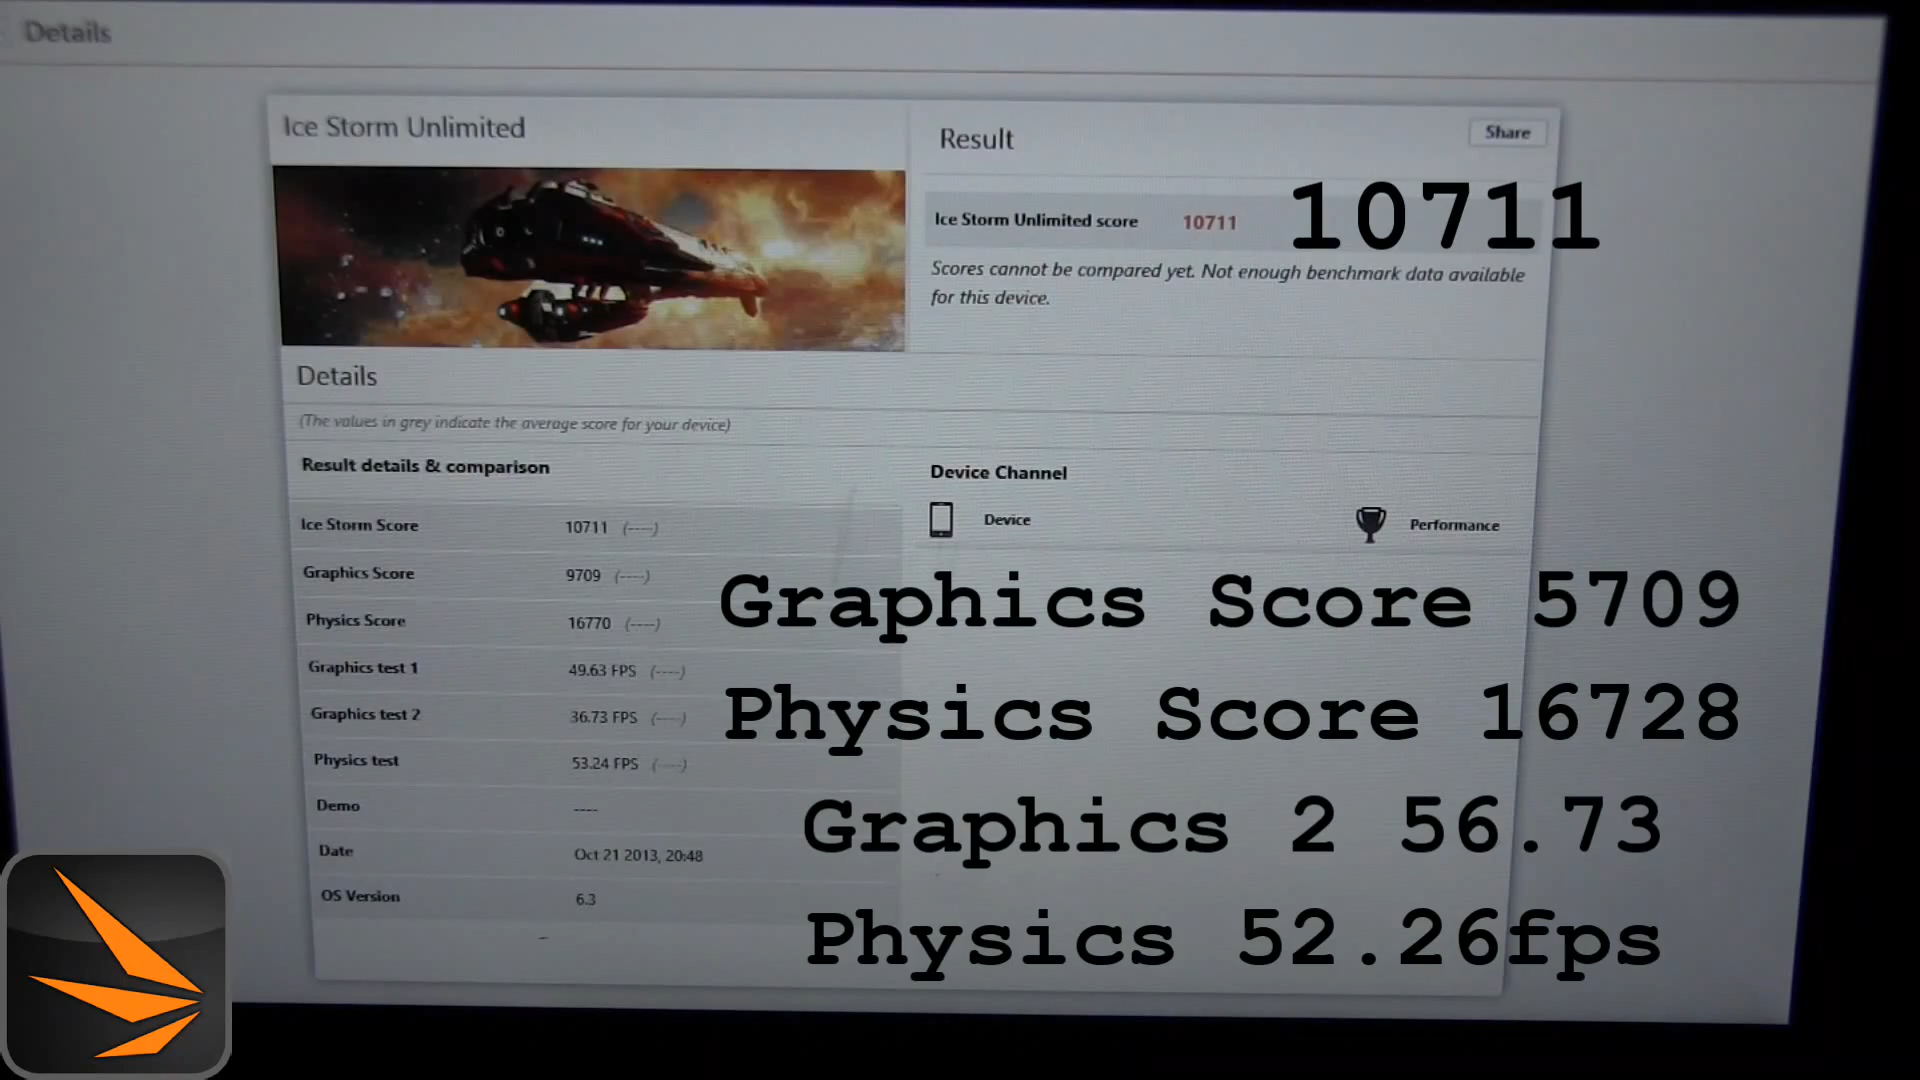 Details
Ice Storm Unlimited
Result
Share
Ice Storm Unlimited score 10711
10711
Scores cannot be compared yet. Not enough benchmark data available
for this device.
Details
(The values in grey indicate the average score for your device)
Result details & comparison
Ice Storm Score 10711 (----)
Graphics Score 9709 (----)
Physics Score 16770 (----)
Graphics test 1 49.63 FPS (----)
Graphics test 2 36.73 FPS (----)
Physics test 53.24 FPS (----)
Demo ----
Date Oct 21 2013, 20:48
OS Version 6.3
Device Channel
Device
Performance
Graphics Score 5709
Physics Score 16728
Graphics 2 56.73
Physics 52.26fps